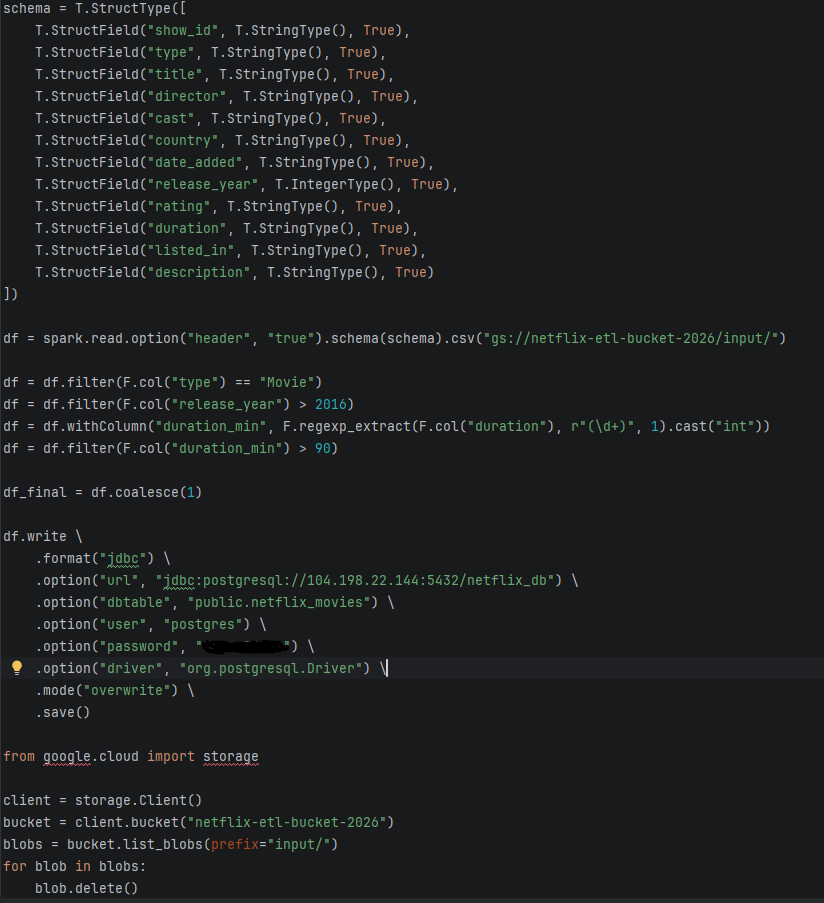 schema = T.StructType([
    T.StructField("show_id", T.StringType(), True),
    T.StructField("type", T.StringType(), True),
    T.StructField("title", T.StringType(), True),
    T.StructField("director", T.StringType(), True),
    T.StructField("cast", T.StringType(), True),
    T.StructField("country", T.StringType(), True),
    T.StructField("date_added", T.StringType(), True),
    T.StructField("release_year", T.IntegerType(), True),
    T.StructField("rating", T.StringType(), True),
    T.StructField("duration", T.StringType(), True),
    T.StructField("listed_in", T.StringType(), True),
    T.StructField("description", T.StringType(), True)
])
df = spark.read.option("header", "true").schema(schema).csv("gs://netflix-etl-bucket-2026/input/")
df = df.filter(F.col("type") == "Movie")
df = df.filter(F.col("release_year") > 2016)
df = df.withColumn("duration_min", F.regexp_extract(F.col("duration"), r"(\d+)", 1).cast("int"))
df = df.filter(F.col("duration_min") > 90)
df_final = df.coalesce(1)
df.write \
    .format("jdbc") \
    .option("url", "jdbc:postgresql://104.198.22.144:5432/netflix_db") \
    .option("dbtable", "public.netflix_movies") \
    .option("user", "postgres") \
    .option("password", "") \
    .option("driver", "org.postgresql.Driver") \
    .mode("overwrite") \
    .save()
from google.cloud import storage
client = storage.Client()
bucket = client.bucket("netflix-etl-bucket-2026")
blobs = bucket.list_blobs(prefix="input/")
for blob in blobs:
    blob.delete()